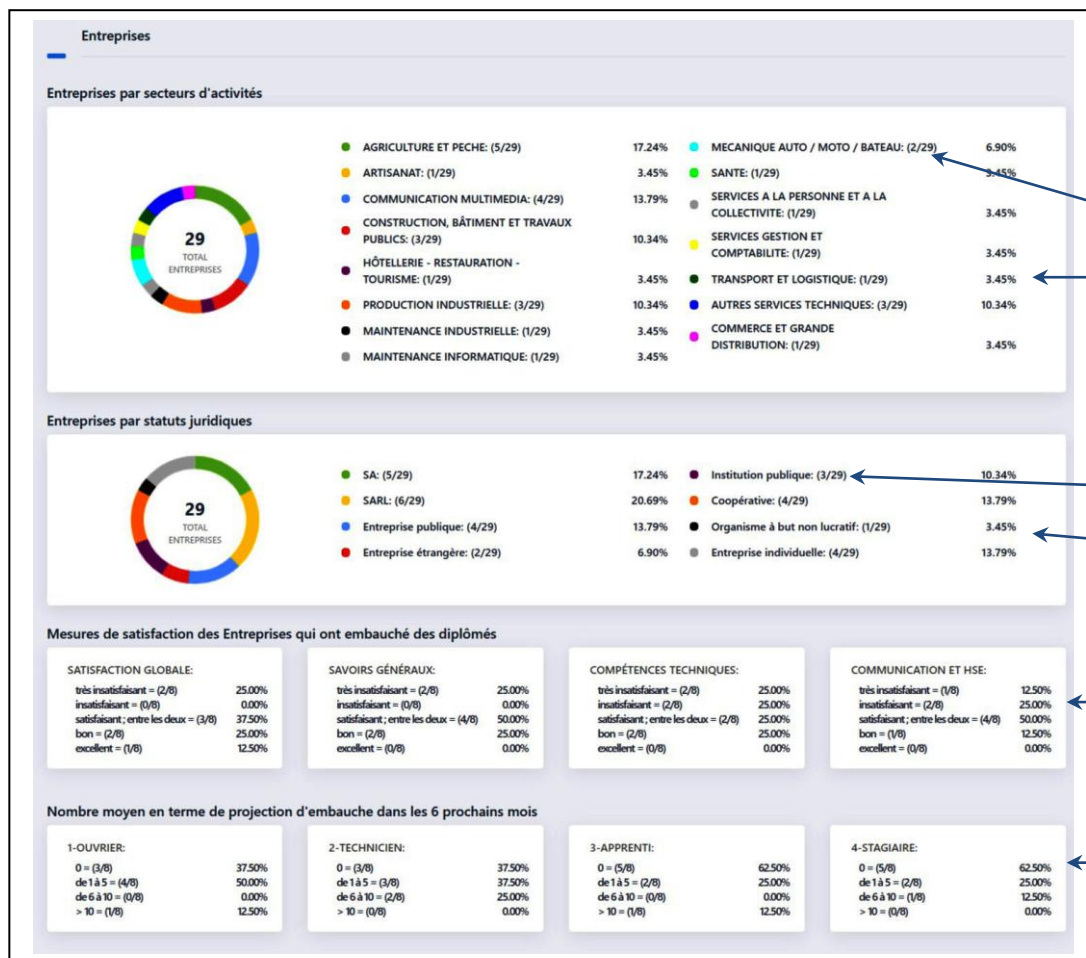 Entreprises
Entreprises par secteurs d'activités
29
TOTAL
ENTREPRISES
AGRICULTURE ET PECHE: (5/29) 17.24%
ARTISANAT: (1/29) 3.45%
COMMUNICATION MULTIMEDIA: (4/29) 13.79%
CONSTRUCTION, BÂTIMENT ET TRAVAUX
PUBLICS: (3/29) 10.34%
HÔTELLERIE - RESTAURATION -
TOURISME: (1/29) 3.45%
PRODUCTION INDUSTRIELLE: (3/29) 10.34%
MAINTENANCE INDUSTRIELLE: (1/29) 3.45%
MAINTENANCE INFORMATIQUE: (1/29) 3.45%
MECANIQUE AUTO / MOTO / BATEAU: (2/29) 6.90%
SANTE: (1/29) 3.45%
SERVICES A LA PERSONNE ET A LA
COLLECTIVITE: (1/29) 3.45%
SERVICES GESTION ET
COMPTABILITE: (1/29) 3.45%
TRANSPORT ET LOGISTIQUE: (1/29) 3.45%
AUTRES SERVICES TECHNIQUES: (3/29) 10.34%
COMMERCE ET GRANDE
DISTRIBUTION: (1/29) 3.45%
Entreprises par statuts juridiques
29
TOTAL
ENTREPRISES
SA: (5/29) 17.24%
SARL: (6/29) 20.69%
Entreprise publique: (4/29) 13.79%
Entreprise étrangère: (2/29) 6.90%
Institution publique: (3/29) 10.34%
Coopérative: (4/29) 13.79%
Organisme à but non lucratif: (1/29) 3.45%
Entreprise individuelle: (4/29) 13.79%
Mesures de satisfaction des Entreprises qui ont embauché des diplômés
SATISFACTION GLOBALE:
très insatisfaisant = (2/8) 25.00%
insatisfaisant = (0/8) 0.00%
satisfaisant ; entre les deux = (3/8) 37.50%
bon = (2/8) 25.00%
excellent = (1/8) 12.50%
SAVOIRS GÉNÉRAUX:
très insatisfaisant = (2/8) 25.00%
insatisfaisant = (0/8) 0.00%
satisfaisant ; entre les deux = (4/8) 50.00%
bon = (2/8) 25.00%
excellent = (0/8) 0.00%
COMPÉTENCES TECHNIQUES:
très insatisfaisant = (2/8) 25.00%
insatisfaisant = (2/8) 25.00%
satisfaisant ; entre les deux = (2/8) 25.00%
bon = (2/8) 25.00%
excellent = (0/8) 0.00%
COMMUNICATION ET HSE:
très insatisfaisant = (1/8) 12.50%
insatisfaisant = (2/8) 25.00%
satisfaisant ; entre les deux = (4/8) 50.00%
bon = (1/8) 12.50%
excellent = (0/8) 0.00%
Nombre moyen en terme de projection d'embauche dans les 6 prochains mois
1-OUVRIER:
0 = (3/8) 37.50%
de 1 à 5 = (4/8) 50.00%
de 6 à 10 = (0/8) 0.00%
> 10 = (1/8) 12.50%
2-TECHNICIEN:
0 = (3/8) 37.50%
de 1 à 5 = (3/8) 37.50%
de 6 à 10 = (2/8) 25.00%
> 10 = (0/8) 0.00%
3-APPRENTI:
0 = (5/8) 62.50%
de 1 à 5 = (2/8) 25.00%
de 6 à 10 = (0/8) 0.00%
> 10 = (1/8) 12.50%
4-STAGIAIRE:
0 = (5/8) 62.50%
de 1 à 5 = (2/8) 25.00%
de 6 à 10 = (1/8) 12.50%
> 10 = (0/8) 0.00%